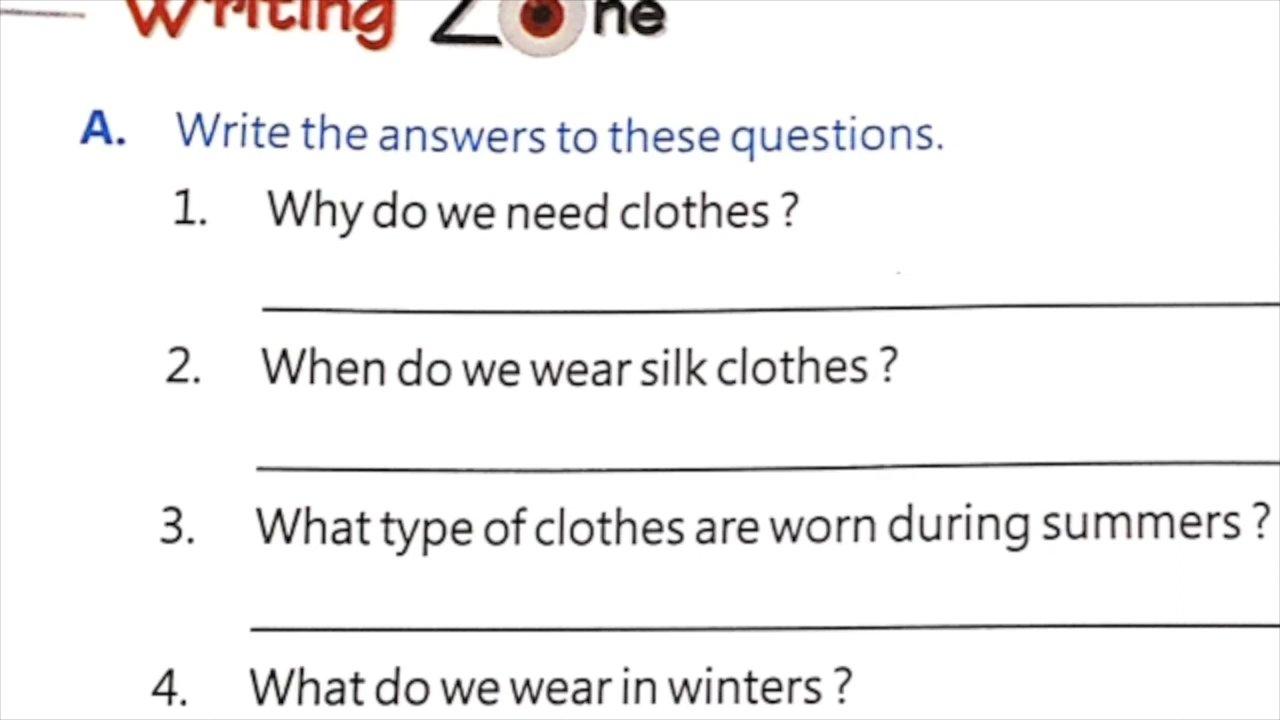 Writing Zone
A. Write the answers to these questions.
1. Why do we need clothes ?
2. When do we wear silk clothes ?
3. What type of clothes are worn during summers ?
4. What do we wear in winters ?